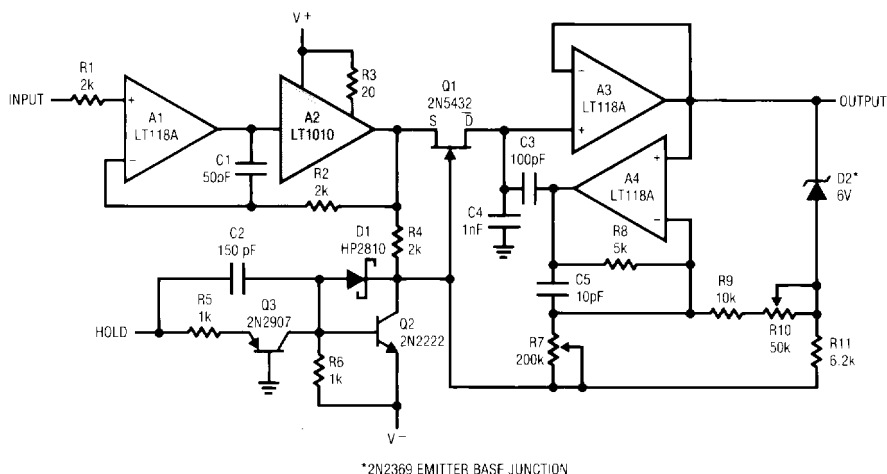 V+
R1
2k
INPUT
+
−
A1
LT118A
C1
50pF
A2
LT1010
R3
20
R2
2k
Q1
2N5432
S
D
−
A3
LT118A
+
OUTPUT
C3
100pF
+
A4
LT118A
−
D2*
6V
C4
1nF
R4
2k
R8
5k
C2
150 pF
D1
HP2810
C5
10pF
R9
10k
R10
50k
R5
1k
Q3
2N2907
HOLD
Q2
2N2222
R6
1k
R7
200k
R11
6.2k
V−
*2N2369 EMITTER BASE JUNCTION